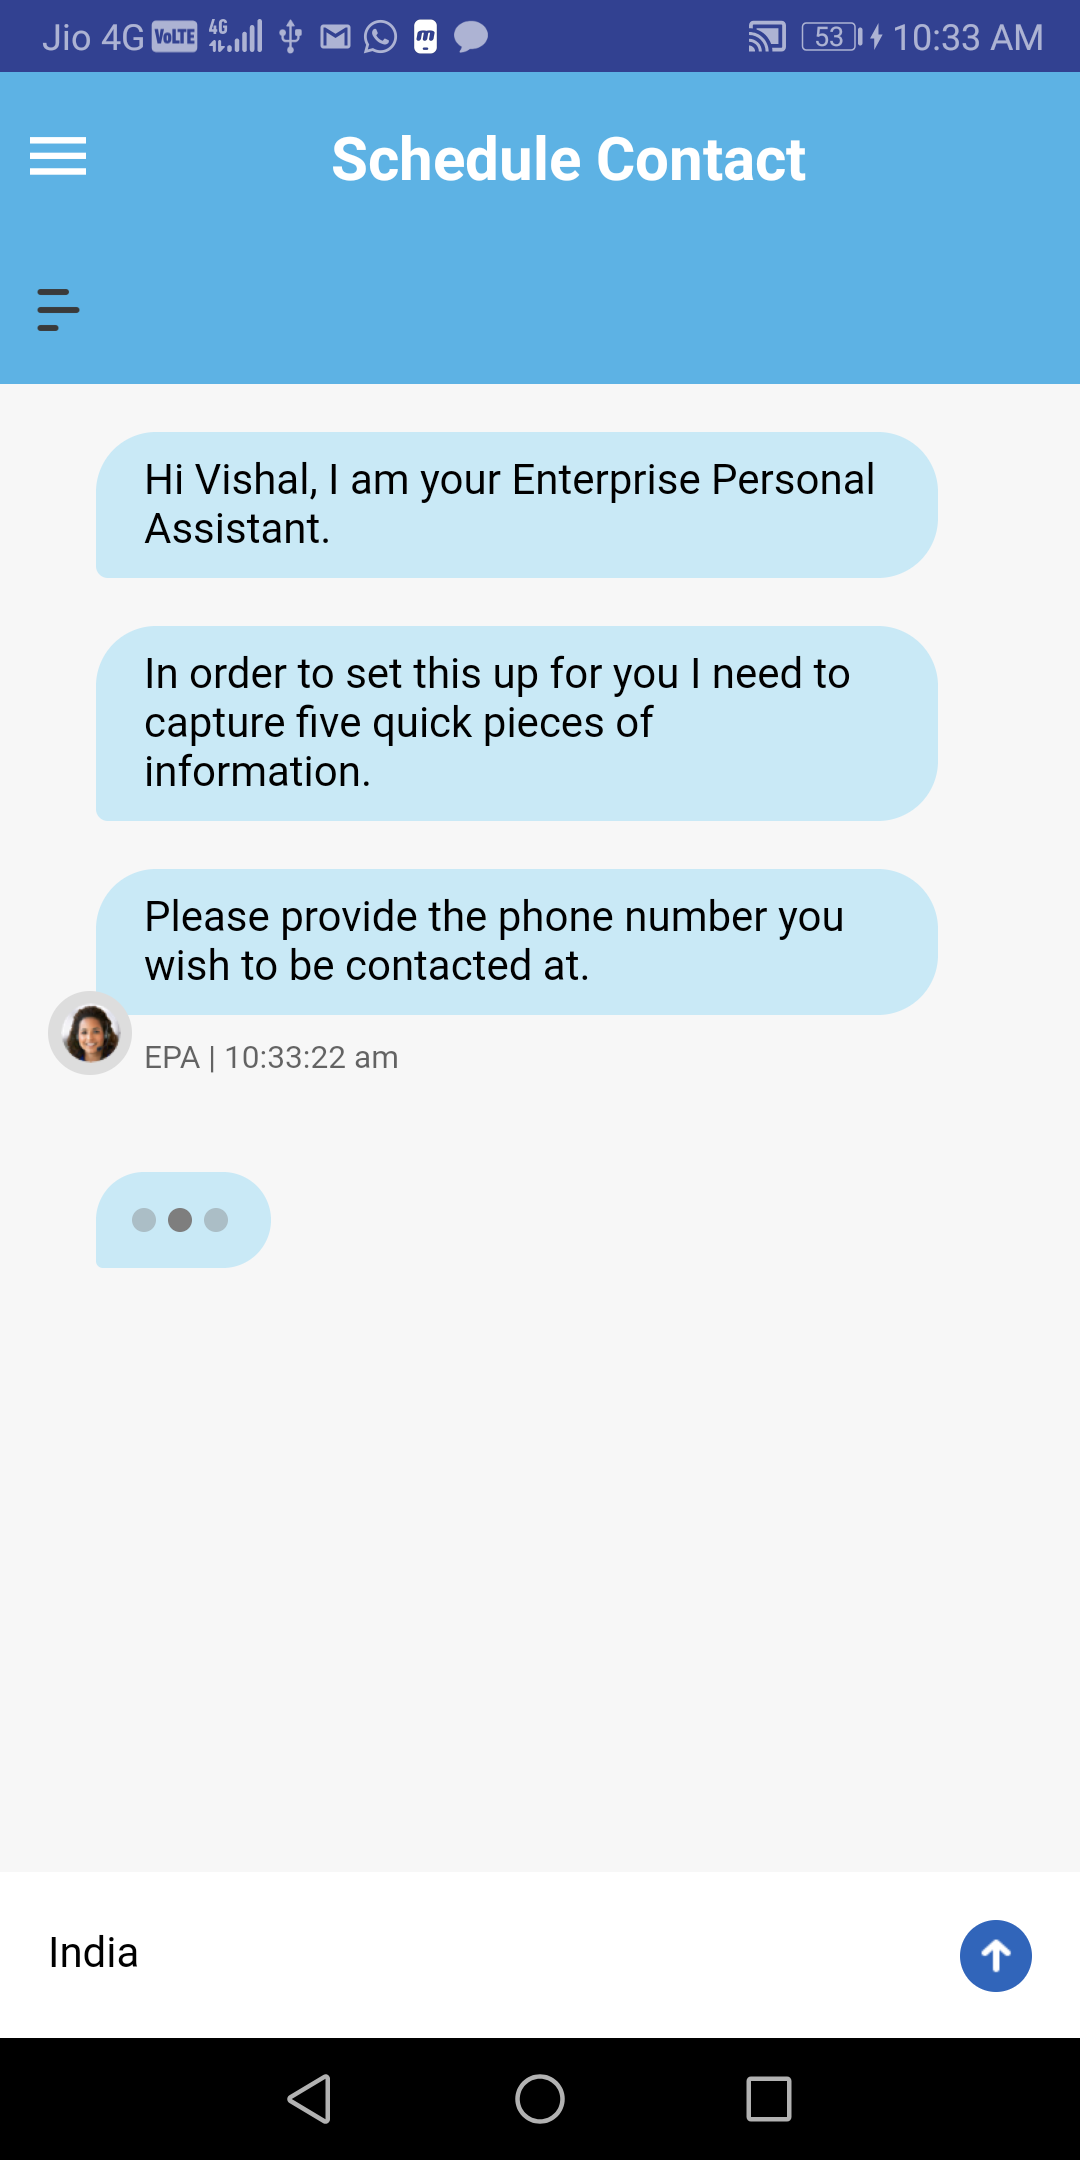 Jio 4G VoLTE 4G 53 10:33 AM
Schedule Contact
Hi Vishal, I am your Enterprise Personal
Assistant.
In order to set this up for you I need to
capture five quick pieces of
information.
Please provide the phone number you
wish to be contacted at.
EPA | 10:33:22 am
India